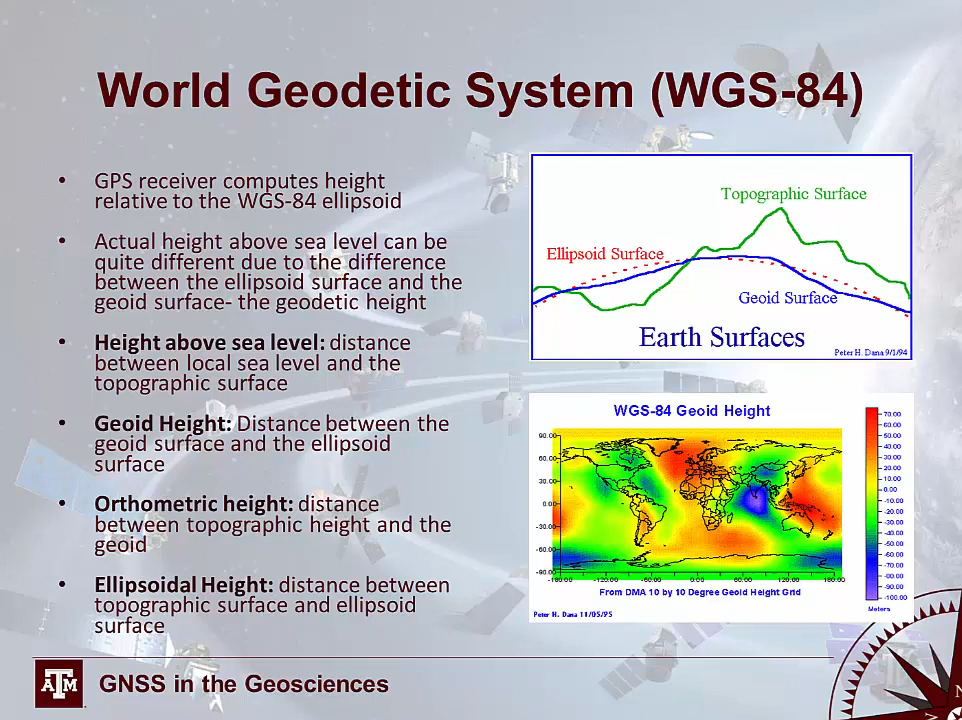 World Geodetic System (WGS-84)
• GPS receiver computes height
relative to the WGS-84 ellipsoid
• Actual height above sea level can be
quite different due to the difference
between the ellipsoid surface and the
geoid surface- the geodetic height
• Height above sea level: distance
between local sea level and the
topographic surface
• Geoid Height: Distance between the
geoid surface and the ellipsoid
surface
• Orthometric height: distance
between topographic height and the
geoid
• Ellipsoidal Height: distance between
topographic surface and ellipsoid
surface
Topographic Surface
Ellipsoid Surface
Geoid Surface
Earth Surfaces
Peter H. Dana 9/1/94
WGS-84 Geoid Height
90.00
60.00
30.00
0.00
-30.00
-60.00
-90.00
-180.00 -120.00 -60.00 0.00 60.00 120.00 180.00
From DMA 10 by 10 Degree Geoid Height Grid
Peter H. Dana 11/05/95
70.00
60.00
50.00
40.00
30.00
20.00
10.00
0.00
-10.00
-20.00
-30.00
-40.00
-50.00
-60.00
-70.00
-80.00
-90.00
-100.00
Meters
ATM
GNSS in the Geosciences
N